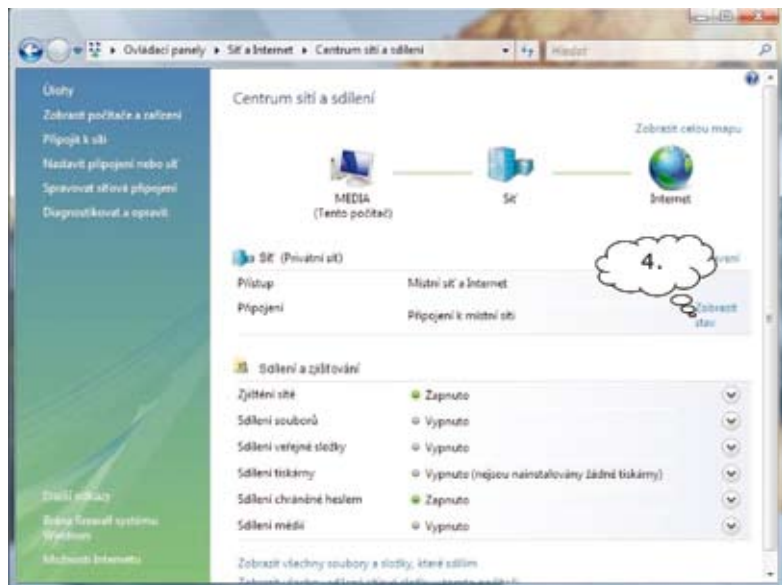 Ovládací panely ▸ Síť a Internet ▸ Centrum sítí a sdílení
Hledat
Úlohy
Zobrazit počítače a zařízení
Připojit k síti
Nastavit připojení nebo síť
Spravovat síťová připojení
Diagnostikovat a opravit
Další odkazy
Brána firewall systému
Windows
Možnosti Internetu
Centrum sítí a sdílení
Zobrazit celou mapu
MEDIA
(Tento počítač)
Síť
Internet
Síť (Privátní síť)
4.
Přístup
Místní síť a Internet
Připojení
Připojení k místní síti
Zobrazit
stav
Sdílení a zjišťování
Zjištění sítě
Zapnuto
Sdílení souborů
Vypnuto
Sdílení veřejné složky
Vypnuto
Sdílení tiskárny
Vypnuto (nejsou nainstalovány žádné tiskárny)
Sdílení chráněné heslem
Zapnuto
Sdílení médií
Vypnuto
Zobrazit všechny soubory a složky, které sdílím